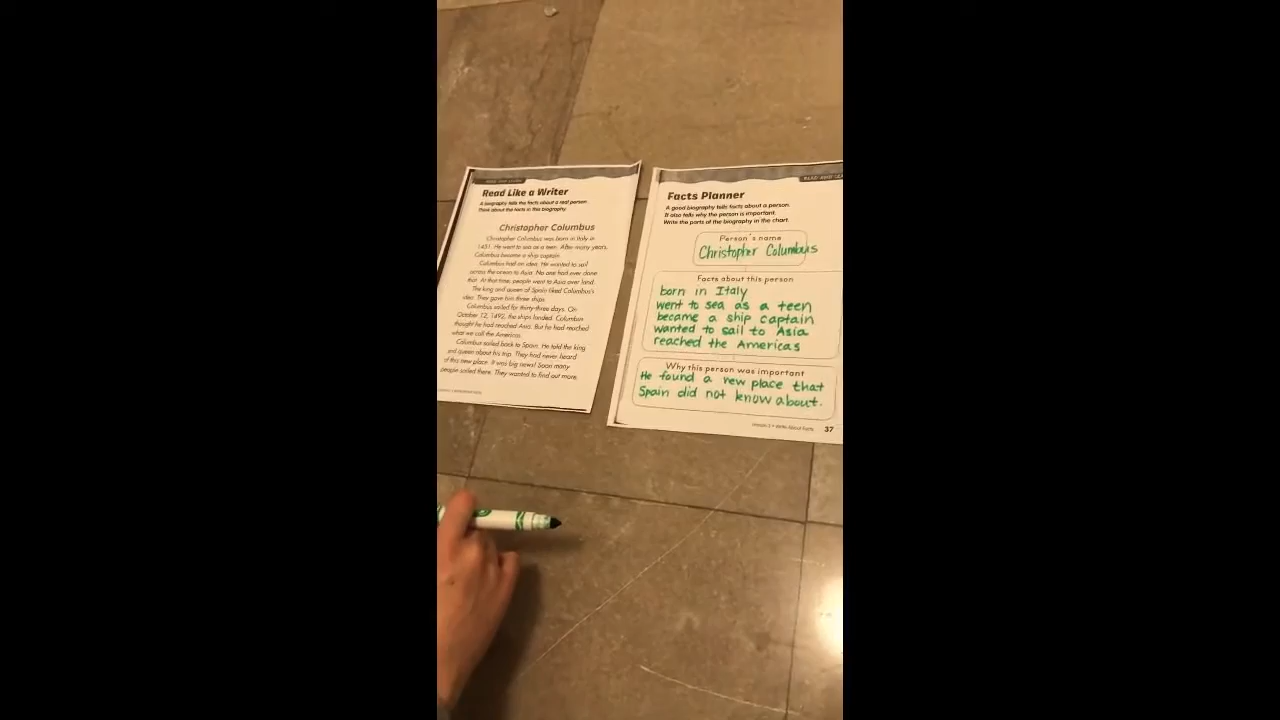 Read Like a Writer
A biography tells the facts about a real person.
Think about the facts in this biography.
Christopher Columbus
Christopher Columbus was born in Italy in
1451. He went to sea as a teen. After many years,
Columbus became a ship captain.
Columbus had an idea. He wanted to sail
across the ocean to Asia. No one had ever done
that. At that time, people went to Asia over land.
The king and queen of Spain liked Columbus's
idea. They gave him three ships.
Columbus sailed for thirty-three days. On
October 12, 1492, the ships landed. Columbus
thought he had reached Asia. But he had reached
what we call the Americas.
Columbus sailed back to Spain. He told the king
and queen about his trip. They had never heard
of this new place. It was big news! Soon many
people sailed there. They wanted to find out more.
READ AND LEA
Facts Planner
A good biography tells facts about a person.
It also tells why the person is important.
Write the parts of the biography in the chart.
Person's name
Christopher Columbus
Facts about this person
born in Italy
went to sea as a teen
became a ship captain
wanted to sail to Asia
reached the Americas
Why this person was important
He found a new place that
Spain did not know about.
Lesson 2 • Write About Facts 37